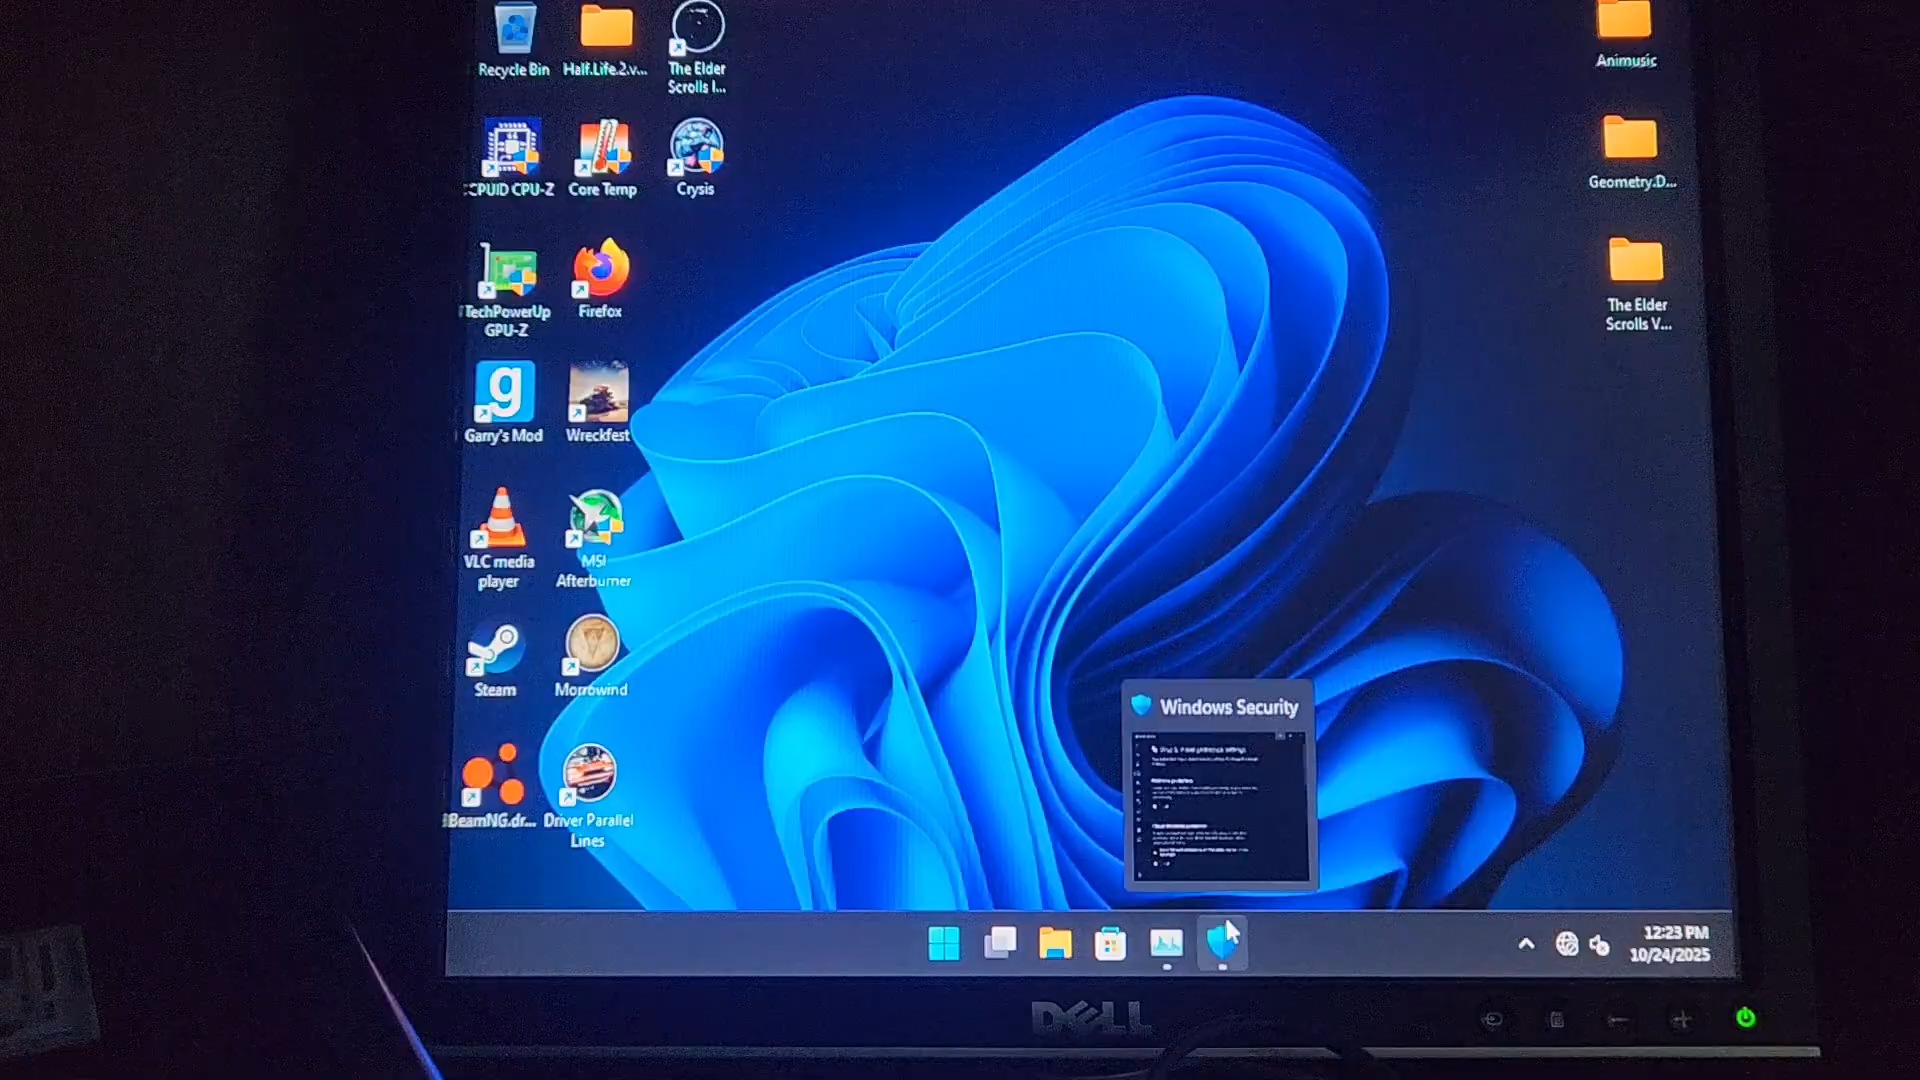 Recycle Bin
Half.Life.2.v...
The Elder
Scrolls I...
CPUID CPU-Z
Core Temp
Crysis
TechPowerUp
GPU-Z
Firefox
g
Garry's Mod
Wreckfest
VLC media
player
MSI
Afterburner
Steam
Morrowind
BeamNG.dr...
Driver Parallel
Lines
Animusic
Geometry.D...
The Elder
Scrolls V...
Windows Security
12:23 PM
10/24/2025
DELL